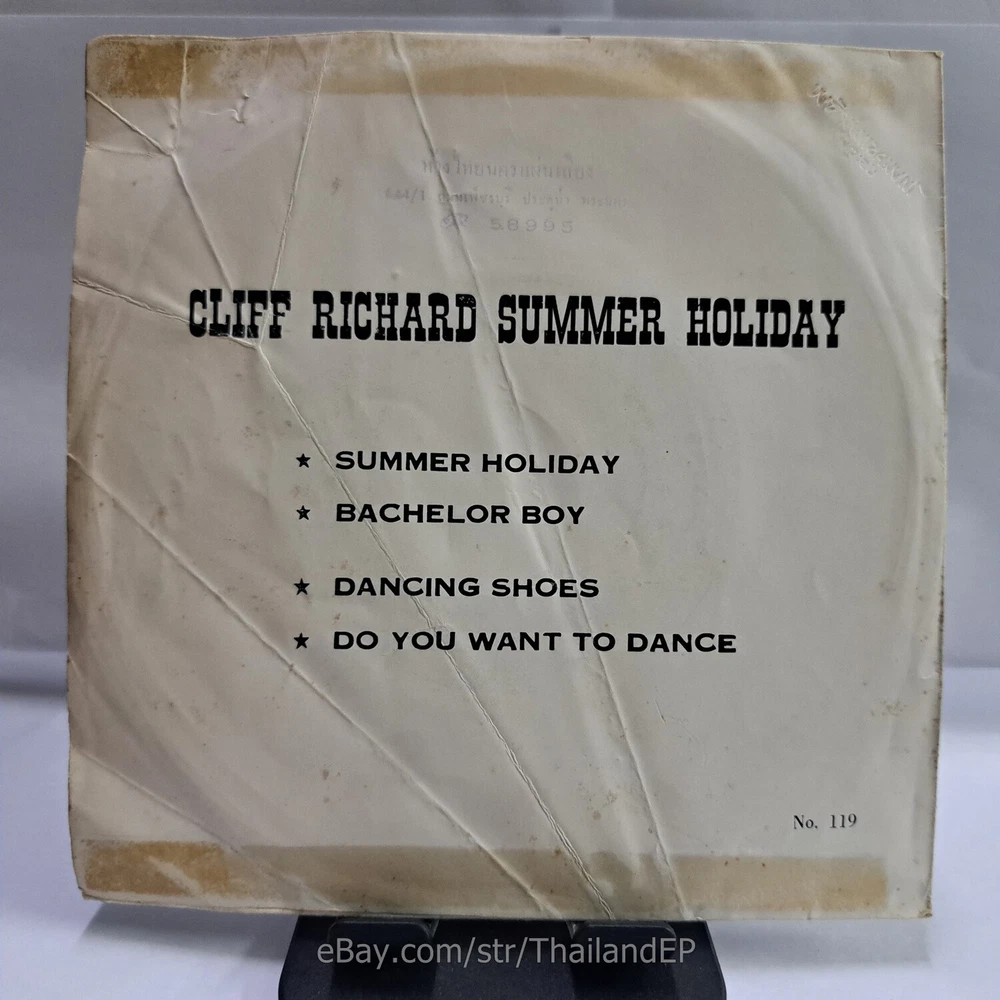 58995
CLIFF RICHARD SUMMER HOLIDAY
★ SUMMER HOLIDAY
★ BACHELOR BOY
★ DANCING SHOES
★ DO YOU WANT TO DANCE
No. 119
eBay.com/str/ThailandEP